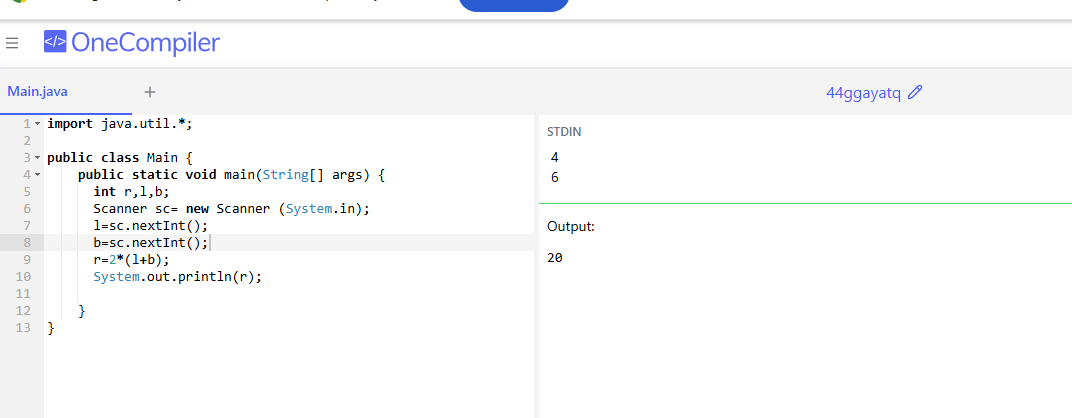 </> OneCompiler
Main.java +
44ggayatq
1 import java.util.*;
2
3 public class Main {
4 public static void main(String[] args) {
5 int r,l,b;
6 Scanner sc= new Scanner (System.in);
7 l=sc.nextInt();
8 b=sc.nextInt();
9 r=2*(l+b);
10 System.out.println(r);
11
12 }
13 }
STDIN
4
6
Output:
20